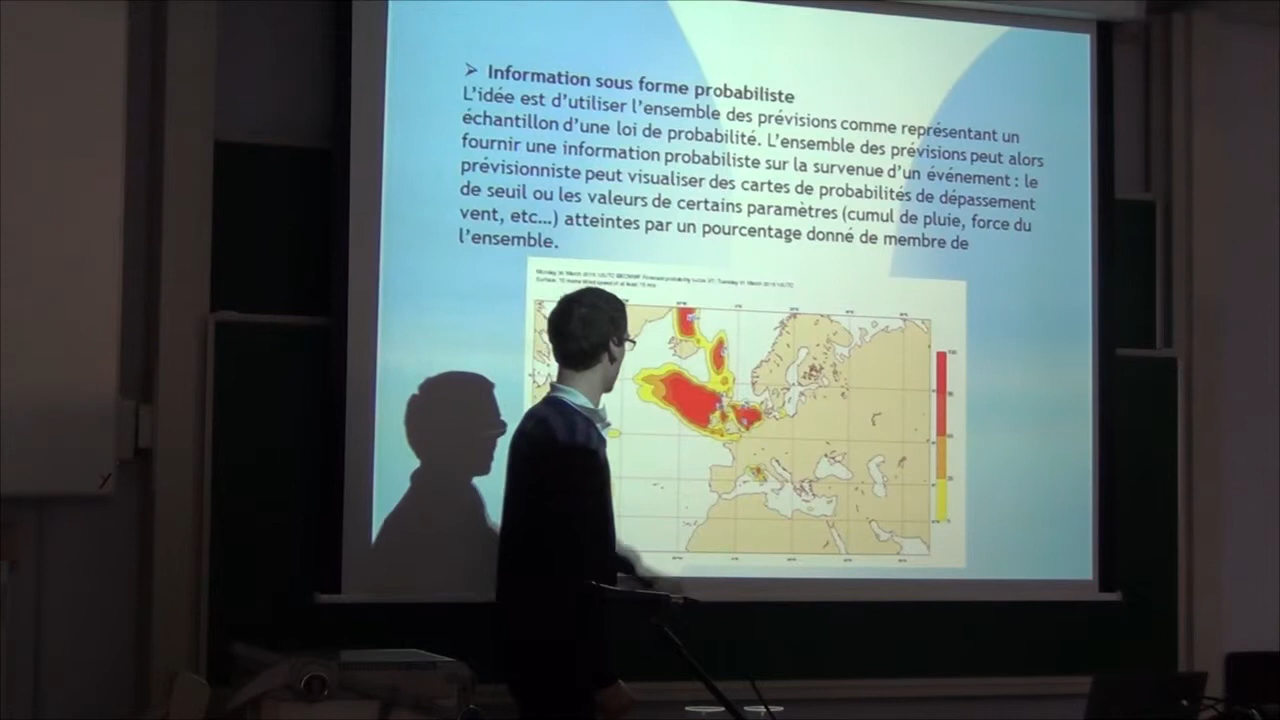 ➢ Information sous forme probabiliste
L'idée est d'utiliser l'ensemble des prévisions comme représentant un
échantillon d'une loi de probabilité. L'ensemble des prévisions peut alors
fournir une information probabiliste sur la survenue d'un événement : le
prévisionniste peut visualiser des cartes de probabilités de dépassement
de seuil ou les valeurs de certains paramètres (cumul de pluie, force du
vent, etc…) atteintes par un pourcentage donné de membre de
l'ensemble.